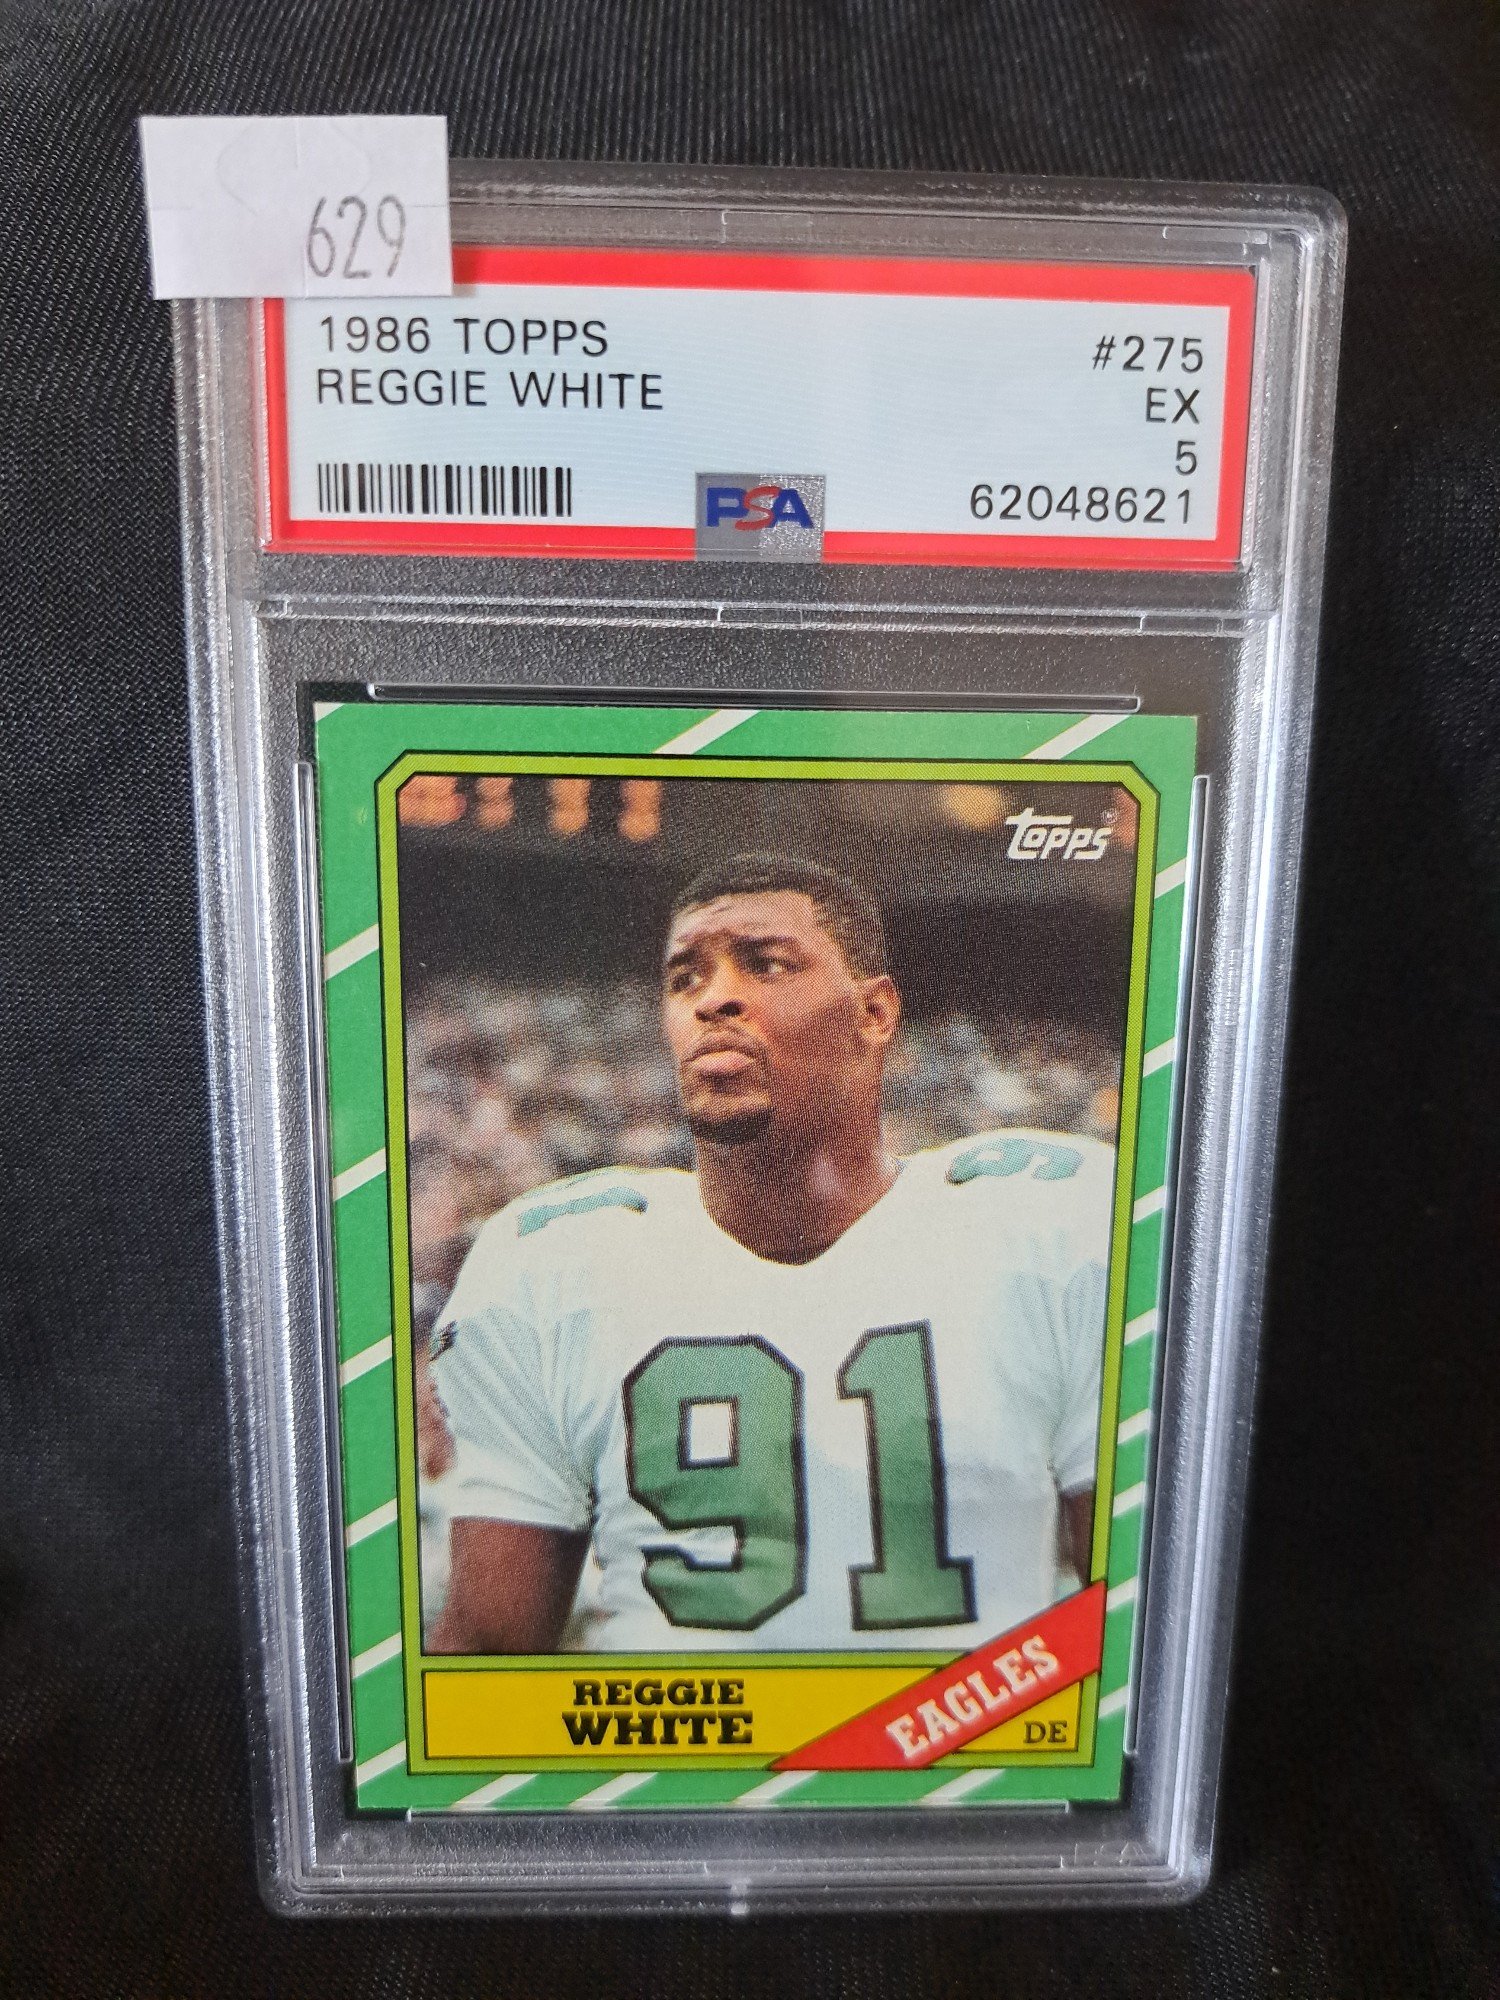 629
1986 TOPPS
REGGIE WHITE
#275
EX
5
62048621
PSA
topps
91
91
REGGIE
WHITE
EAGLES
DE